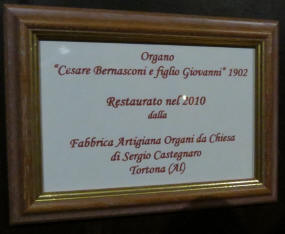 Organo
"Cesare Bernasconi e figlio Giovanni" 1902
Restaurato nel 2010
dalla
Fabbrica Artigiana Organi da Chiesa
di Sergio Castegnaro
Tortona (Al)